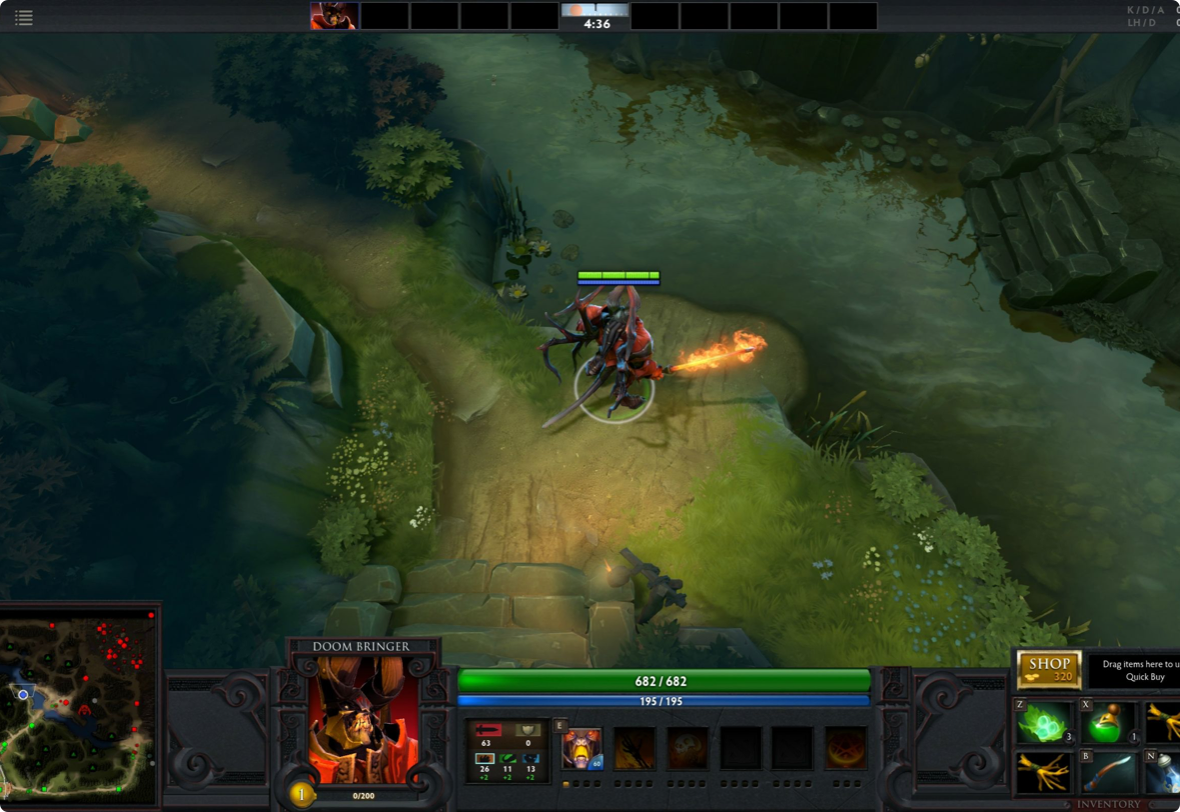 K/D/A
LH/D
4:36
DOOM BRINGER
1
0/200
682 / 682
195 / 195
63
0
26
11
13
+2
+2
+2
E
60
SHOP
320
Drag items here to u
Quick Buy
Z
3
X
1
B
N
INVENTORY